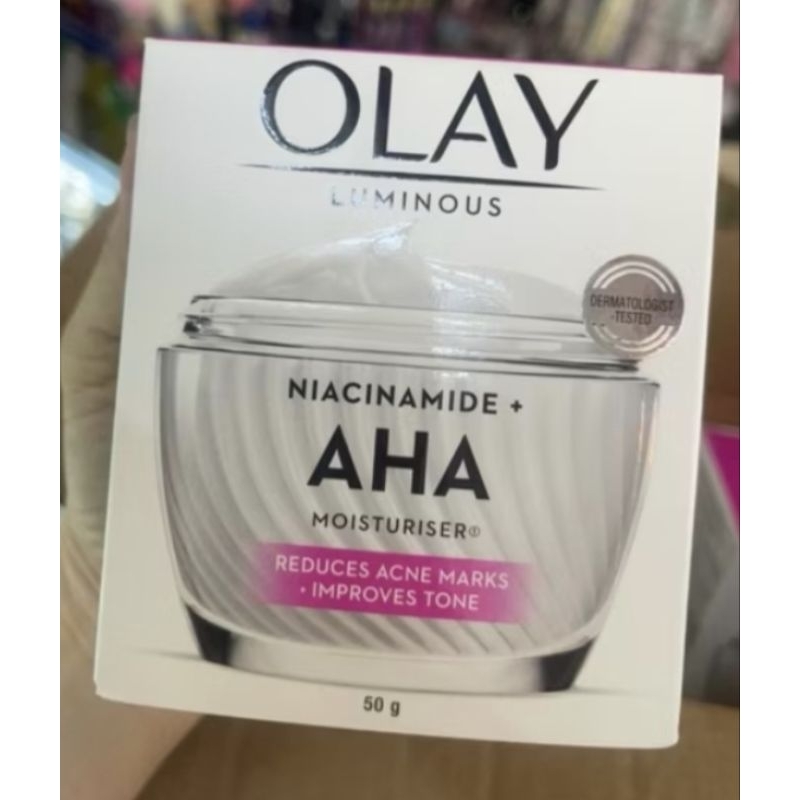 OLAY
LUMINOUS
DERMATOLOGIST
-TESTED
NIACINAMIDE +
AHA
MOISTURISER
REDUCES ACNE MARKS
• IMPROVES TONE
50 g